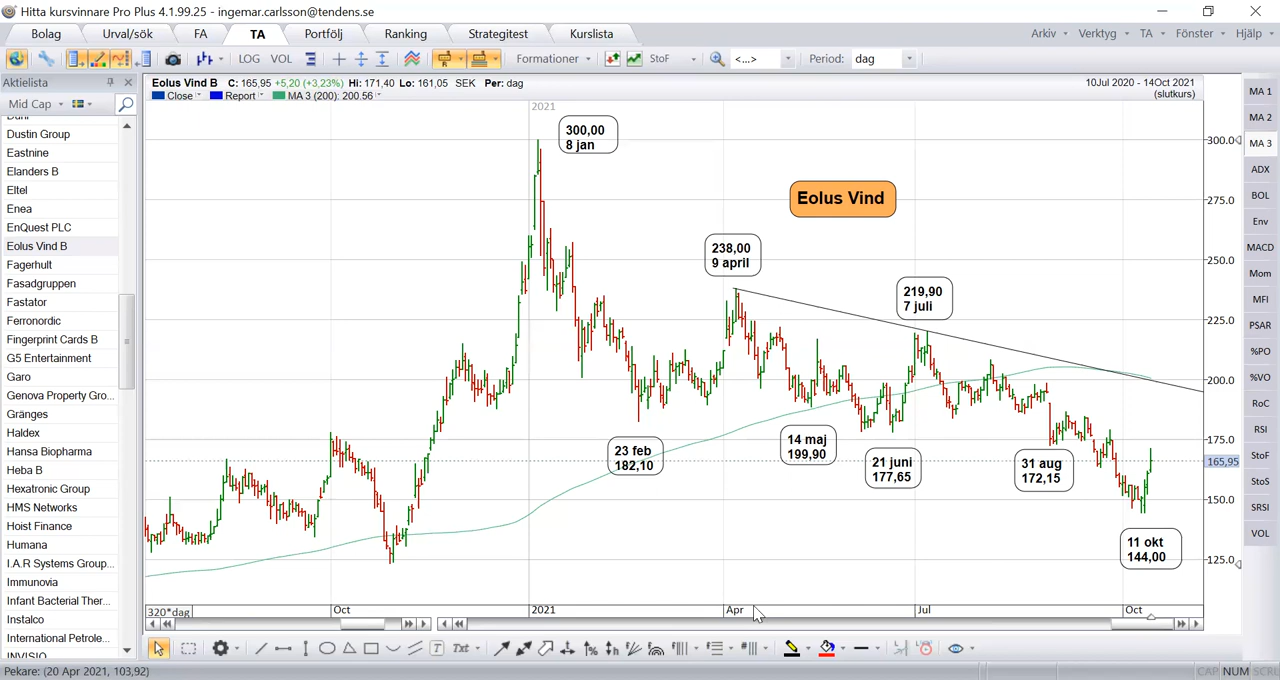 Hitta kursvinnare Pro Plus 4.1.99.25 - ingemar.carlsson@tendens.se
Bolag Urval/sök FA TA Portfölj Ranking Strategitest Kurslista Arkiv Verktyg TA Fönster Hjälp
LOG VOL R Formationer StoF <...> Period: dag
Aktielista
Mid Cap
Dustin Group
Eastnine
Elanders B
Eltel
Enea
EnQuest PLC
Eolus Vind B
Fagerhult
Fasadgruppen
Fastator
Ferronordic
Fingerprint Cards B
G5 Entertainment
Garo
Genova Property Gro...
Gränges
Haldex
Hansa Biopharma
Heba B
Hexatronic Group
HMS Networks
Hoist Finance
Humana
I.A.R Systems Group...
Immunovia
Infant Bacterial Ther...
Instalco
International Petrole...
INVISIO
Eolus Vind B C: 165,95 +5,20 (+3,23%) Hi: 171,40 Lo: 161,05 SEK Per: dag
10Jul 2020 - 14Oct 2021
Close Report MA 3 (200): 200.56
(slutkurs)
2021
300,00
8 jan
Eolus Vind
238,00
9 april
219,90
7 juli
23 feb
182,10
14 maj
199,90
21 juni
177,65
31 aug
172,15
11 okt
144,00
300.0
275.0
250.0
225.0
200.0
175.0
165,95
150.0
125.0
320*dag Oct 2021 Apr Jul Oct
MA 1
MA 2
MA 3
ADX
BOL
Env
MACD
Mom
MFI
PSAR
%PO
%VO
RoC
RSI
StoF
StoS
SRSI
VOL
T Txt
Pekare: (20 Apr 2021, 103,92) CAP NUM SCRL